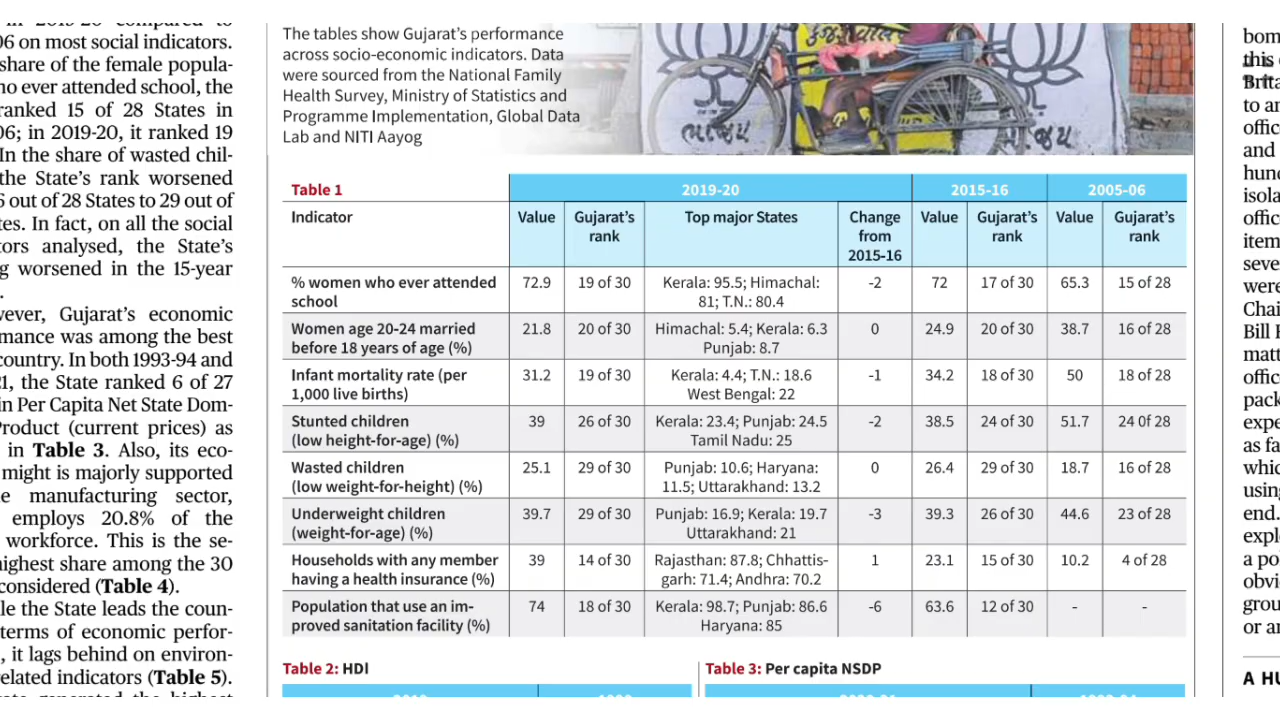 in 2019-20 compared to
06 on most social indicators.
share of the female popula-
ho ever attended school, the
ranked 15 of 28 States in
06; in 2019-20, it ranked 19
In the share of wasted chil-
the State's rank worsened
6 out of 28 States to 29 out of
tes. In fact, on all the social
tors analysed, the State's
g worsened in the 15-year
.
wever, Gujarat's economic
mance was among the best
country. In both 1993-94 and
21, the State ranked 6 of 27
in Per Capita Net State Dom-
Product (current prices) as
in Table 3. Also, its eco-
might is majorly supported
e manufacturing sector,
employs 20.8% of the
workforce. This is the se-
highest share among the 30
considered (Table 4).
le the State leads the coun-
terms of economic perfor-
, it lags behind on environ-
related indicators (Table 5).
The tables show Gujarat's performance
across socio-economic indicators. Data
were sourced from the National Family
Health Survey, Ministry of Statistics and
Programme Implementation, Global Data
Lab and NITI Aayog
Table 1 2019-20 2015-16 2005-06
Indicator Value Gujarat's rank Top major States Change from 2015-16 Value Gujarat's rank Value Gujarat's rank
% women who ever attended school 72.9 19 of 30 Kerala: 95.5; Himachal: 81; T.N.: 80.4 -2 72 17 of 30 65.3 15 of 28
Women age 20-24 married before 18 years of age (%) 21.8 20 of 30 Himachal: 5.4; Kerala: 6.3 Punjab: 8.7 0 24.9 20 of 30 38.7 16 of 28
Infant mortality rate (per 1,000 live births) 31.2 19 of 30 Kerala: 4.4; T.N.: 18.6 West Bengal: 22 -1 34.2 18 of 30 50 18 of 28
Stunted children (low height-for-age) (%) 39 26 of 30 Kerala: 23.4; Punjab: 24.5 Tamil Nadu: 25 -2 38.5 24 of 30 51.7 24 0f 28
Wasted children (low weight-for-height) (%) 25.1 29 of 30 Punjab: 10.6; Haryana: 11.5; Uttarakhand: 13.2 0 26.4 29 of 30 18.7 16 of 28
Underweight children (weight-for-age) (%) 39.7 29 of 30 Punjab: 16.9; Kerala: 19.7 Uttarakhand: 21 -3 39.3 26 of 30 44.6 23 of 28
Households with any member having a health insurance (%) 39 14 of 30 Rajasthan: 87.8; Chhattis-garh: 71.4; Andhra: 70.2 1 23.1 15 of 30 10.2 4 of 28
Population that use an im-proved sanitation facility (%) 74 18 of 30 Kerala: 98.7; Punjab: 86.6 Haryana: 85 -6 63.6 12 of 30 - -
Table 2: HDI
Table 3: Per capita NSDP
bom
this
Brit
to an
offic
and
hund
isola
offic
item
seve
were
Chai
Bill
matt
offic
pack
expe
as fa
whic
using
end.
explo
a po
obvi
grou
or an
A HU